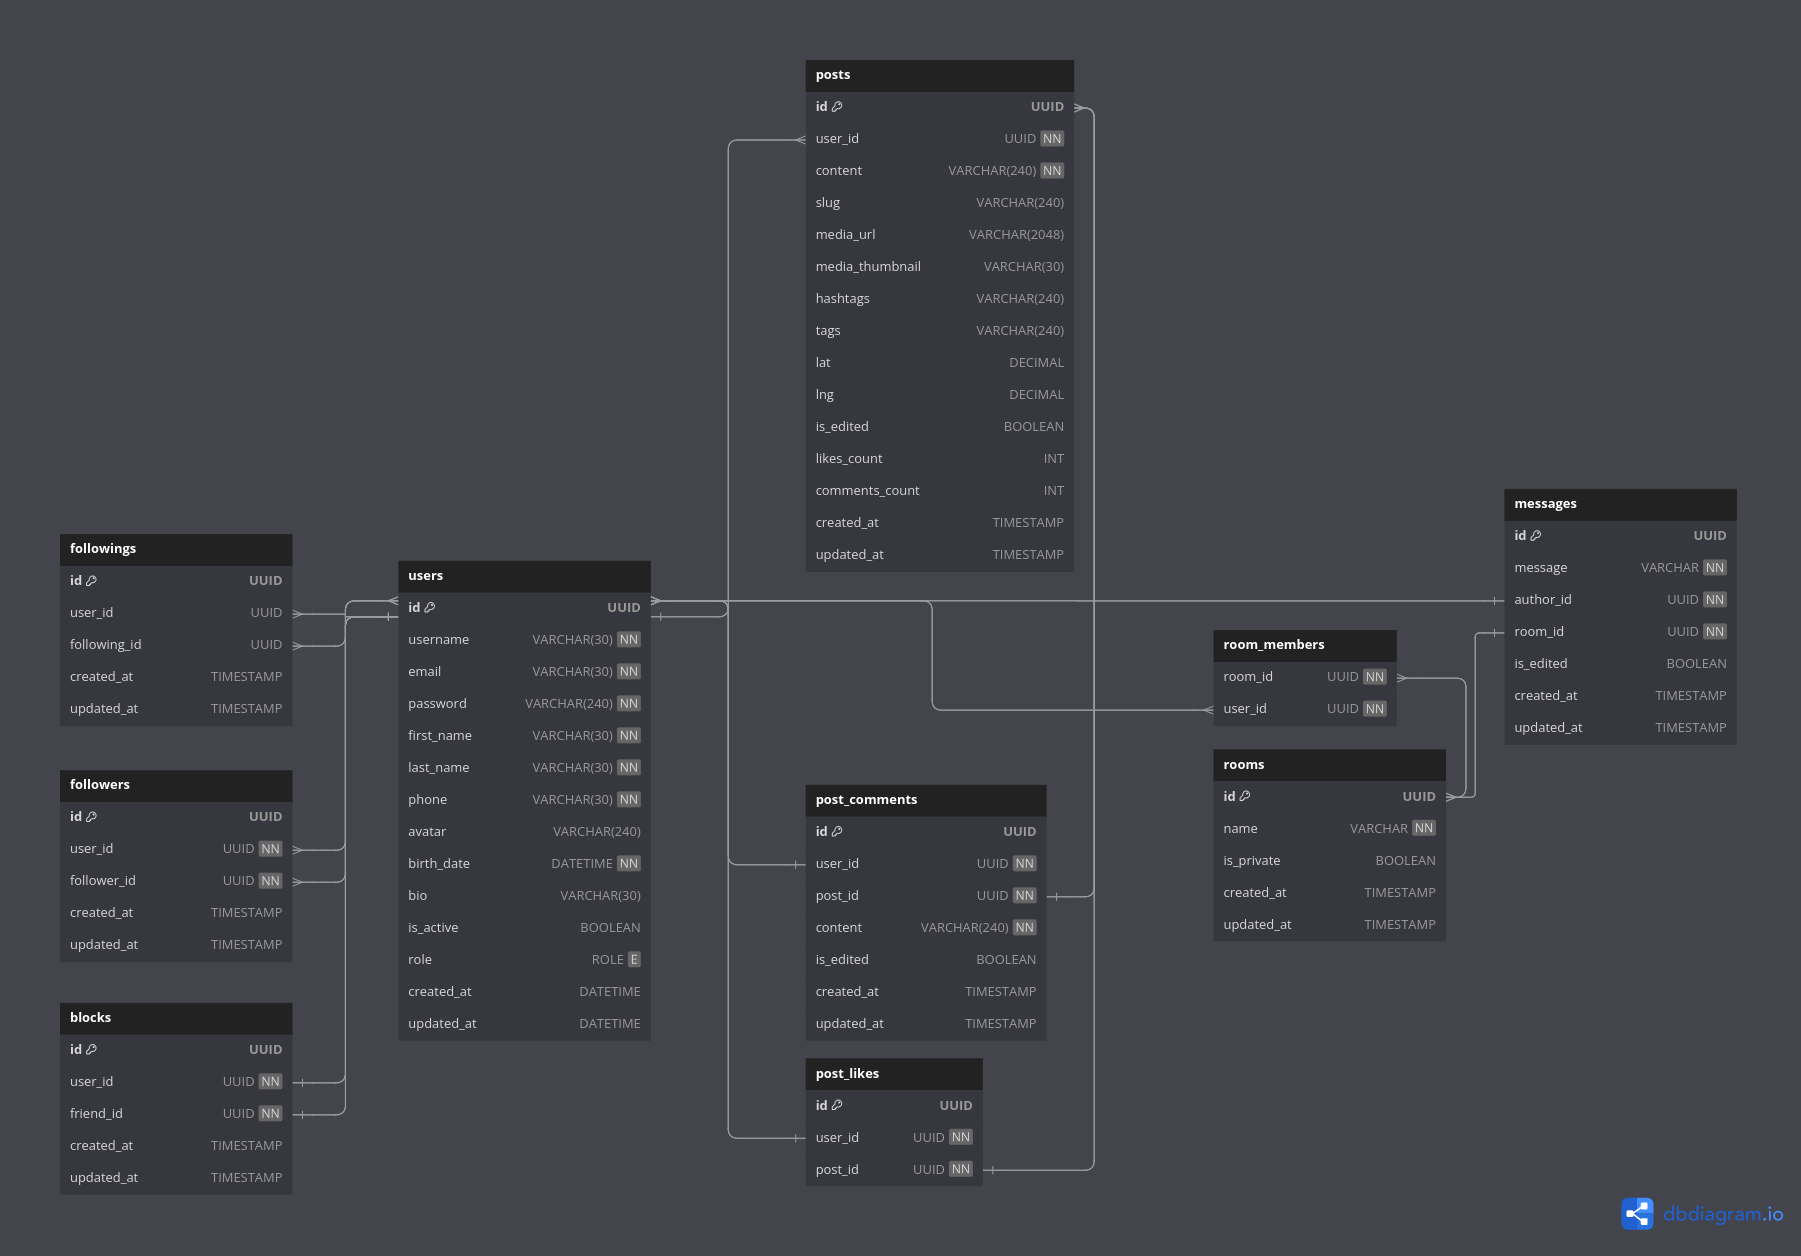 posts
id UUID
user_id UUID NN
content VARCHAR(240) NN
slug VARCHAR(240)
media_url VARCHAR(2048)
media_thumbnail VARCHAR(30)
hashtags VARCHAR(240)
tags VARCHAR(240)
lat DECIMAL
lng DECIMAL
is_edited BOOLEAN
likes_count INT
comments_count INT
created_at TIMESTAMP
updated_at TIMESTAMP
followings
id UUID
user_id UUID
following_id UUID
created_at TIMESTAMP
updated_at TIMESTAMP
followers
id UUID
user_id UUID NN
follower_id UUID NN
created_at TIMESTAMP
updated_at TIMESTAMP
blocks
id UUID
user_id UUID NN
friend_id UUID NN
created_at TIMESTAMP
updated_at TIMESTAMP
users
id UUID
username VARCHAR(30) NN
email VARCHAR(30) NN
password VARCHAR(240) NN
first_name VARCHAR(30) NN
last_name VARCHAR(30) NN
phone VARCHAR(30) NN
avatar VARCHAR(240)
birth_date DATETIME NN
bio VARCHAR(30)
is_active BOOLEAN
role ROLE E
created_at DATETIME
updated_at DATETIME
post_comments
id UUID
user_id UUID NN
post_id UUID NN
content VARCHAR(240) NN
is_edited BOOLEAN
created_at TIMESTAMP
updated_at TIMESTAMP
post_likes
id UUID
user_id UUID NN
post_id UUID NN
room_members
room_id UUID NN
user_id UUID NN
rooms
id UUID
name VARCHAR NN
is_private BOOLEAN
created_at TIMESTAMP
updated_at TIMESTAMP
messages
id UUID
message VARCHAR NN
author_id UUID NN
room_id UUID NN
is_edited BOOLEAN
created_at TIMESTAMP
updated_at TIMESTAMP
dbdiagram.io